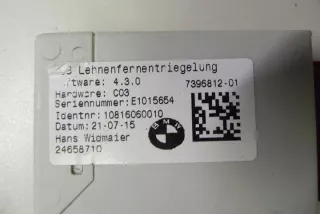 Lehnenfernentriegelung
ftware: 4.3.0 7396812-01
Hardware: C03
Seriennummer:E1015654
Identnr:10816060010
Datum:21-07-15
Hans Widmaier
24658710
BMW